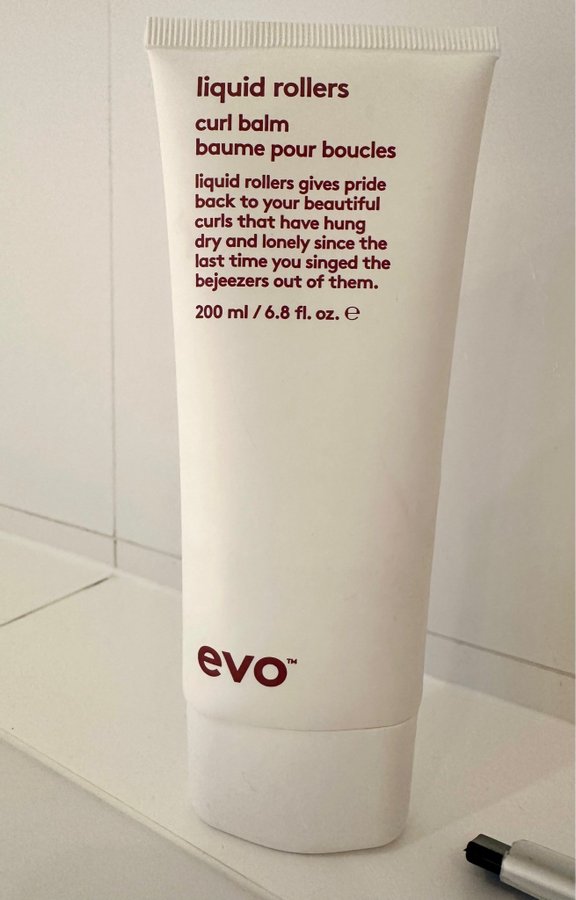 liquid rollers
curl balm
baume pour boucles
liquid rollers gives pride
back to your beautiful
curls that have hung
dry and lonely since the
last time you singed the
bejeezers out of them.
200 ml / 6.8 fl. oz. ℮
evo™